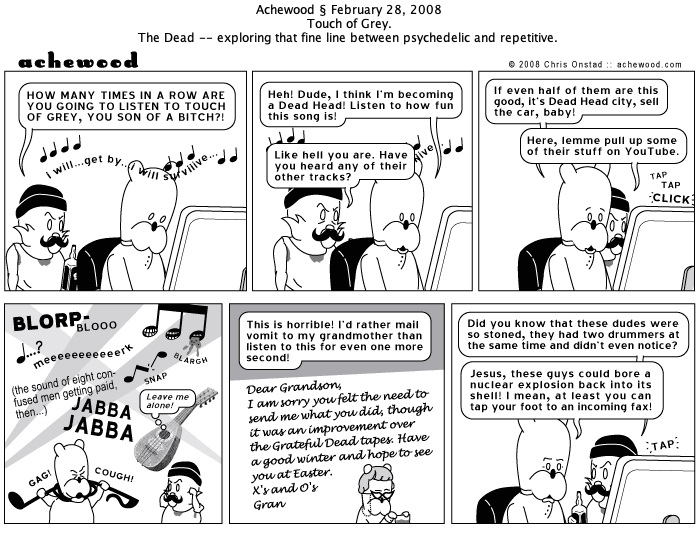 Achewood § February 28, 2008
Touch of Grey.
The Dead -- exploring that fine line between psychedelic and repetitive.
achewood
© 2008 Chris Onstad :: achewood.com
HOW MANY TIMES IN A ROW ARE
YOU GOING TO LISTEN TO TOUCH
OF GREY, YOU SON OF A BITCH?!
I will...get by...I will survive...
Heh! Dude, I think I'm becoming
a Dead Head! Listen to how fun
this song is!
Like hell you are. Have
you heard any of their
other tracks?
If even half of them are this
good, it's Dead Head city, sell
the car, baby!
Here, lemme pull up some
of their stuff on YouTube.
TAP
TAP
CLICK
BLORP-
BLOOO
...?
meeeeeeeeeeerk
BLARGH
SNAP
(the sound of eight con-
fused men getting paid,
then...)
JABBA
JABBA
Leave me
alone!
GAG!
COUGH!
This is horrible! I'd rather mail
vomit to my grandmother than
listen to this for even one more
second!
Dear Grandson,
I am sorry you felt the need to
send me what you did, though
it was an improvement over
the Grateful Dead tapes. Have
a good winter and hope to see
you at Easter.
X's and O's
Gran
Did you know that these dudes were
so stoned, they had two drummers at
the same time and didn't even notice?
Jesus, these guys could bore a
nuclear explosion back into its
shell! I mean, at least you can
tap your foot to an incoming fax!
TAP